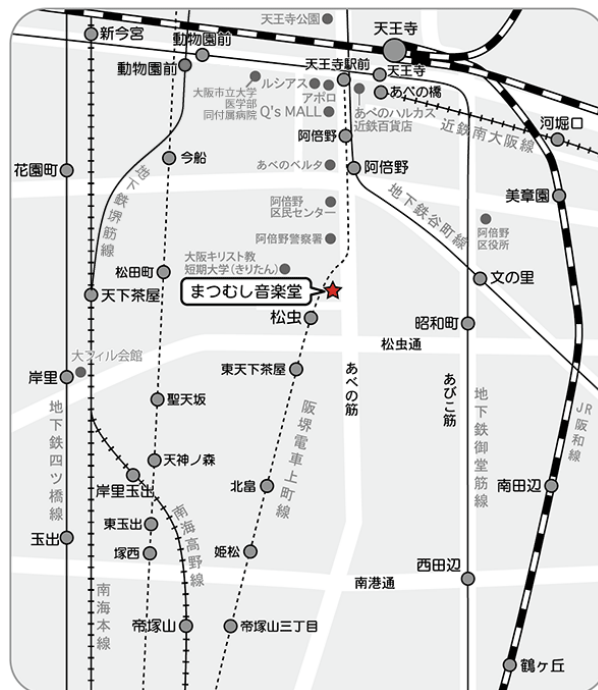 天王寺公園
天王寺
新今宮
動物園前
動物園前
天王寺駅前
天王寺
大阪市立大学
医学部
同付属病院
ルシアス
アポロ
Q's MALL
あべの橋
あべのハルカス
近鉄百貨店
近鉄南大阪線
河堀口
阿倍野
今船
あべのベルタ
阿倍野
花園町
地下鉄堺筋線
阿倍野
区民センター
地下鉄谷町線
美章園
阿倍野
区役所
阿倍野警察署
大阪キリスト教
短期大学(きりたん)
松田町
文の里
天下茶屋
まつむし音楽堂
松虫
昭和町
松虫通
大フィル会館
岸里
東天下茶屋
あべの筋
あびこ筋
地下鉄御堂筋線
JR阪和線
聖天坂
地下鉄四ツ橋線
阪堺電車上町線
天神ノ森
岸里玉出
北畠
南田辺
東玉出
南海高野線
玉出
塚西
姫松
西田辺
南港通
南海本線
帝塚山
帝塚山三丁目
鶴ヶ丘